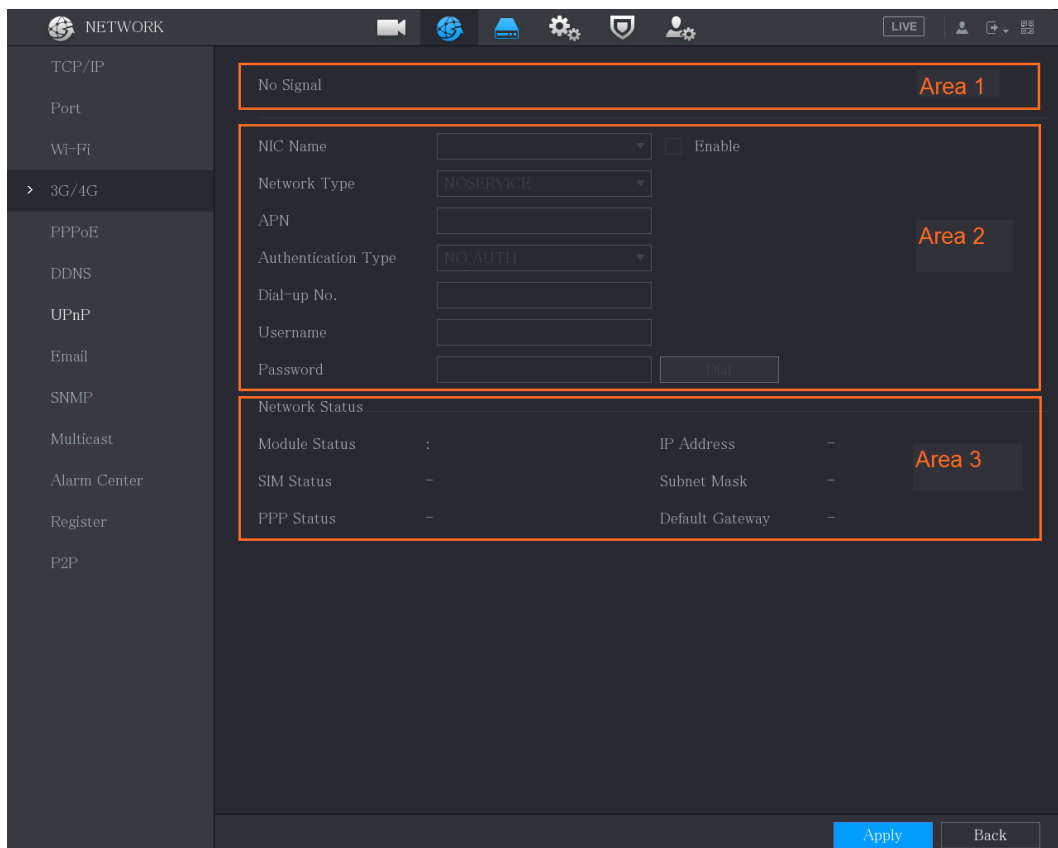 NETWORK
LIVE
TCP/IP
Port
Wi-Fi
3G/4G
PPPoE
DDNS
UPnP
Email
SNMP
Multicast
Alarm Center
Register
P2P
No Signal
Area 1
NIC Name Enable
Network Type NOSERVICE
APN
Area 2
Authentication Type NO_AUTH
Dial-up No.
Username
Password Dial
Network Status
Module Status : IP Address -
Area 3
SIM Status - Subnet Mask -
PPP Status - Default Gateway -
Apply Back